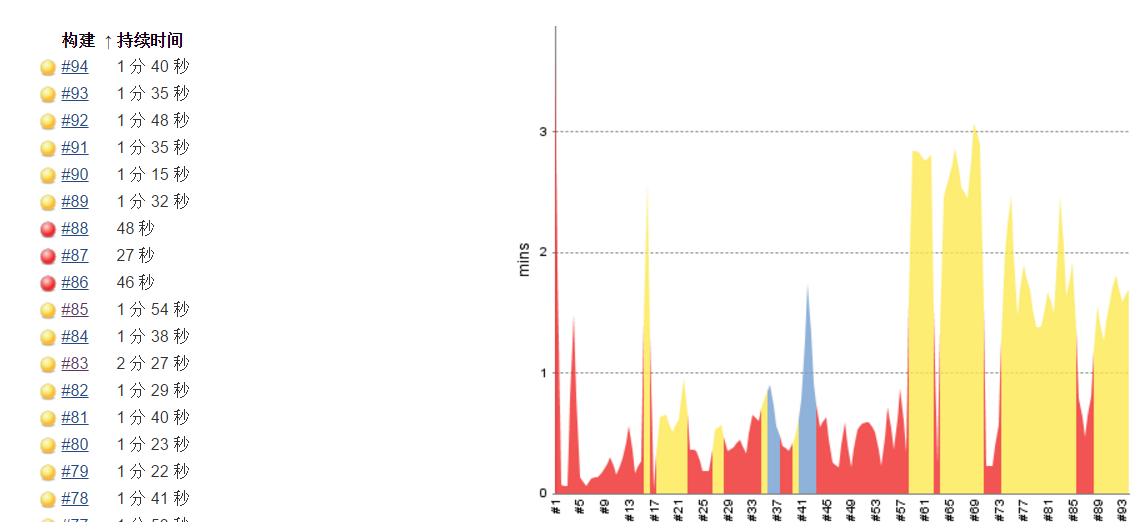 构建 ↑ 持续时间
#94 1 分 40 秒
#93 1 分 35 秒
#92 1 分 48 秒
#91 1 分 35 秒
#90 1 分 15 秒
#89 1 分 32 秒
#88 48 秒
#87 27 秒
#86 46 秒
#85 1 分 54 秒
#84 1 分 38 秒
#83 2 分 27 秒
#82 1 分 29 秒
#81 1 分 40 秒
#80 1 分 23 秒
#79 1 分 22 秒
#78 1 分 41 秒
mins
3
2
1
0
#1 #5 #9 #13 #17 #21 #25 #29 #33 #37 #41 #45 #49 #53 #57 #61 #65 #69 #73 #77 #81 #85 #89 #93